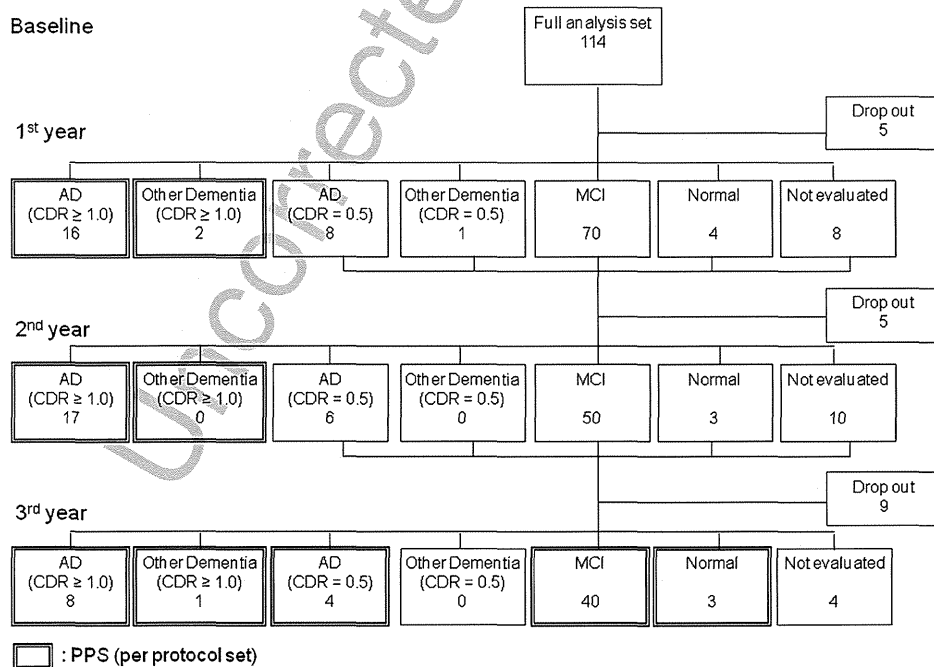 Baseline
Full analysis set
114
Drop out
5
1st year
AD
(CDR ≥ 1.0)
16
Other Dementia
(CDR ≥ 1.0)
2
AD
(CDR = 0.5)
8
Other Dementia
(CDR = 0.5)
1
MCI
70
Normal
4
Not evaluated
8
Drop out
5
2nd year
AD
(CDR ≥ 1.0)
17
Other Dementia
(CDR ≥ 1.0)
0
AD
(CDR = 0.5)
6
Other Dementia
(CDR = 0.5)
0
MCI
50
Normal
3
Not evaluated
10
Drop out
9
3rd year
AD
(CDR ≥ 1.0)
8
Other Dementia
(CDR ≥ 1.0)
1
AD
(CDR = 0.5)
4
Other Dementia
(CDR = 0.5)
0
MCI
40
Normal
3
Not evaluated
4
: PPS (per protocol set)
Uncorrecte